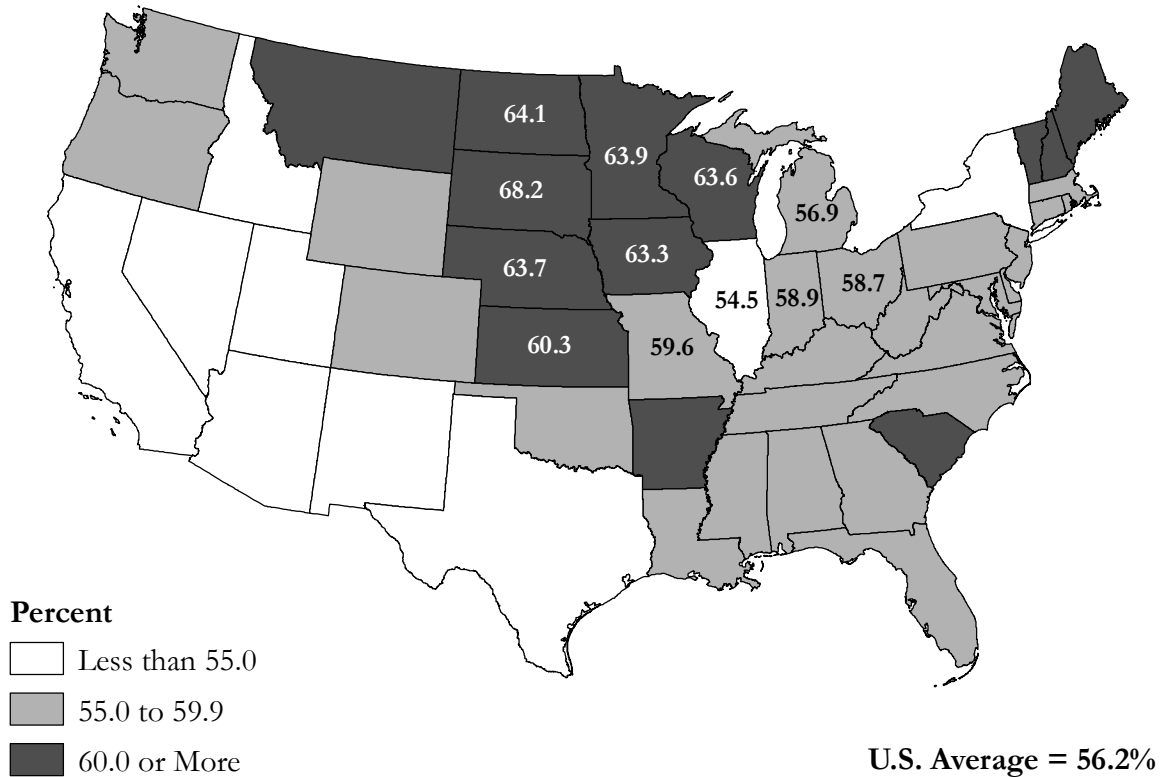 64.1
63.9
63.6
68.2
56.9
63.3
63.7
58.7
54.5
58.9
60.3
59.6
Percent
Less than 55.0
55.0 to 59.9
60.0 or More
U.S. Average = 56.2%